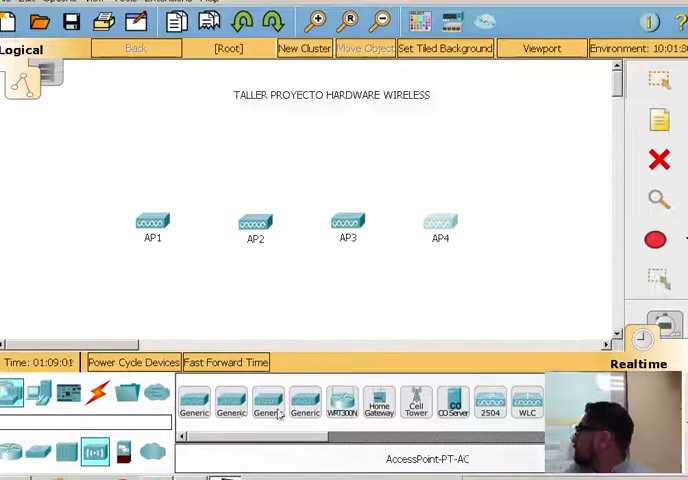 Logical
Back
[Root]
New Cluster
Move Object
Set Tiled Background
Viewport
Environment: 10:01:3
TALLER PROYECTO HARDWARE WIRELESS
AP1
AP2
AP3
AP4
Time: 01:09:01
Power Cycle Devices
Fast Forward Time
Realtime
Generic
Generic
Generic
Generic
WRT300N
Home Gateway
Cell Tower
CO
CO Server
2504
WLC
AccessPoint-PT-AC